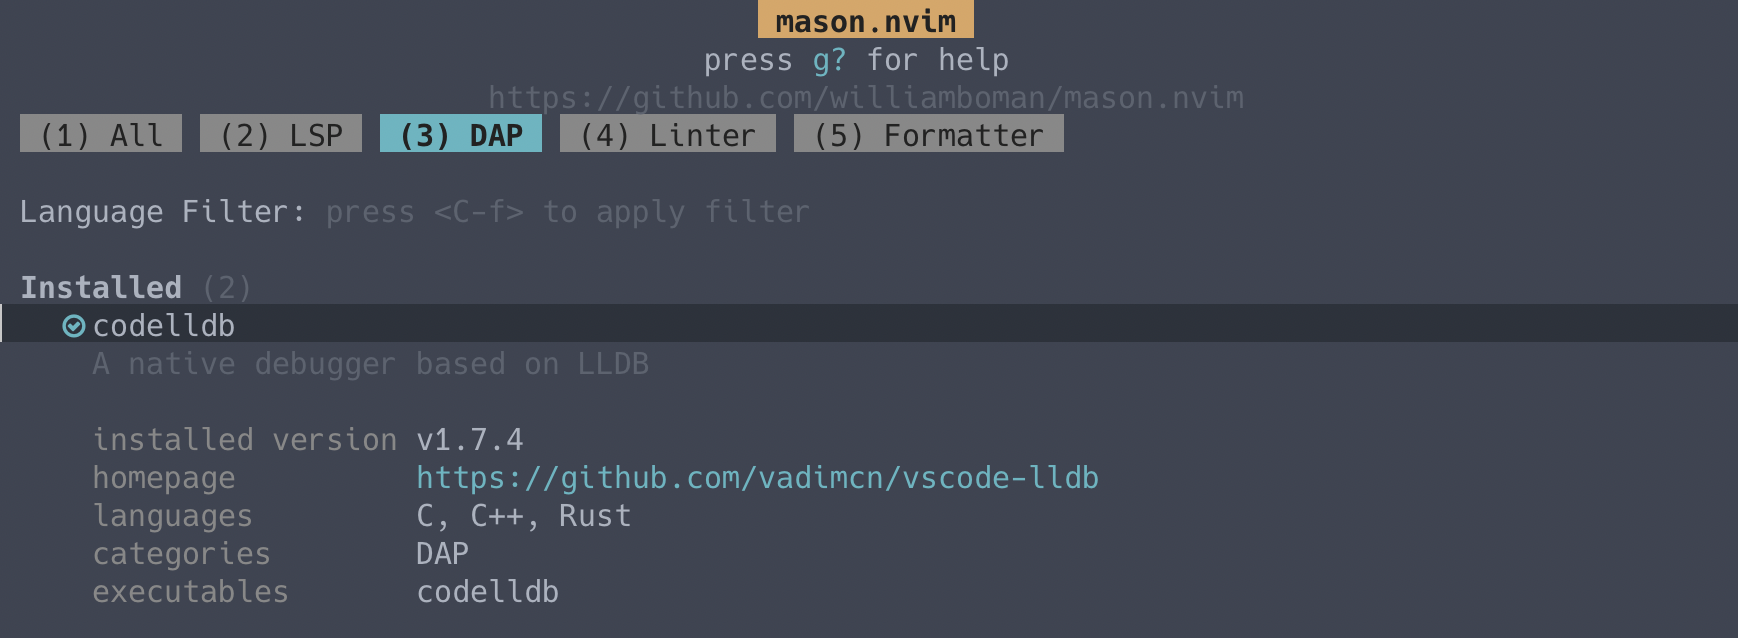 mason.nvim
press g? for help
https://github.com/williamboman/mason.nvim
(1) All (2) LSP (3) DAP (4) Linter (5) Formatter
Language Filter: press <C-f> to apply filter
Installed (2)
codelldb
A native debugger based on LLDB
installed version v1.7.4
homepage https://github.com/vadimcn/vscode-lldb
languages C, C++, Rust
categories DAP
executables codelldb